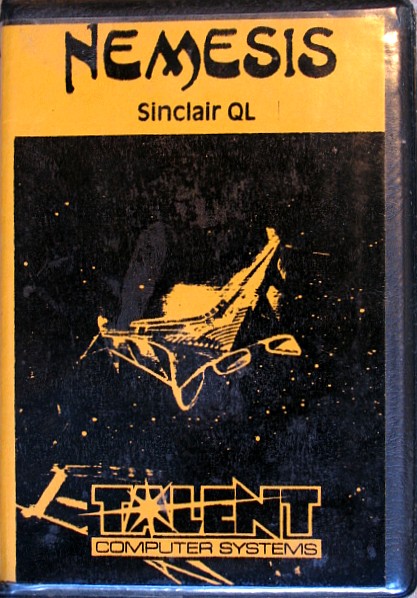 NEMESIS
Sinclair QL
TALENT
COMPUTER SYSTEMS